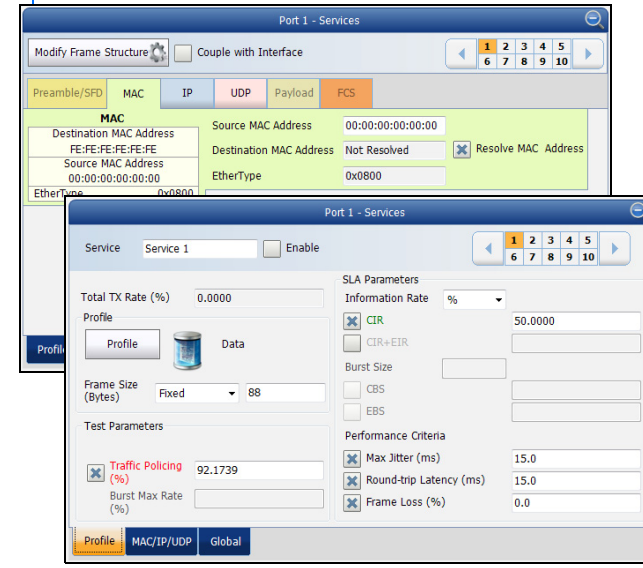 Port 1 - Services
Modify Frame Structure
Couple with Interface
1 2 3 4 5
6 7 8 9 10
Preamble/SFD MAC IP UDP Payload FCS
MAC
Destination MAC Address
FE:FE:FE:FE:FE:FE
Source MAC Address
00:00:00:00:00:00
EtherType 0x0800
Source MAC Address 00:00:00:00:00:00
Destination MAC Address Not Resolved Resolve MAC Address
EtherType 0x0800
Port 1 - Services
Service Service 1 Enable
1 2 3 4 5
6 7 8 9 10
Total TX Rate (%) 0.0000
Profile
Profile Data
Frame Size
(Bytes) Fixed 88
Test Parameters
Traffic Policing
(%) 92.1739
Burst Max Rate
(%)
SLA Parameters
Information Rate %
CIR 50.0000
CIR+EIR
Burst Size
CBS
EBS
Performance Criteria
Max Jitter (ms) 15.0
Round-trip Latency (ms) 15.0
Frame Loss (%) 0.0
Profile MAC/IP/UDP Global